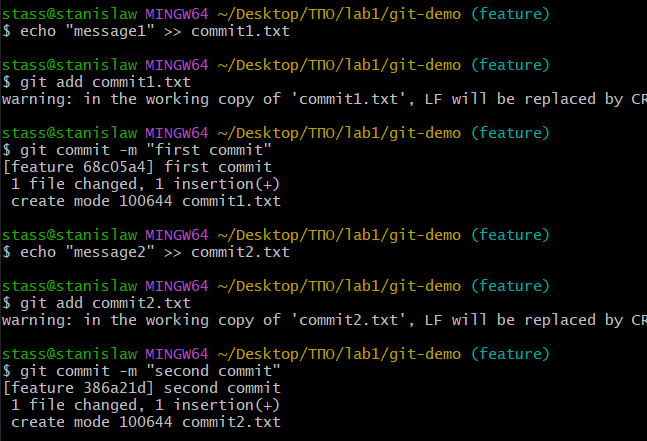 stass@stanislaw MINGW64 ~/Desktop/ТПО/lab1/git-demo (feature)
$ echo "message1" >> commit1.txt
stass@stanislaw MINGW64 ~/Desktop/ТПО/lab1/git-demo (feature)
$ git add commit1.txt
warning: in the working copy of 'commit1.txt', LF will be replaced by CR
stass@stanislaw MINGW64 ~/Desktop/ТПО/lab1/git-demo (feature)
$ git commit -m "first commit"
[feature 68c05a4] first commit
 1 file changed, 1 insertion(+)
 create mode 100644 commit1.txt
stass@stanislaw MINGW64 ~/Desktop/ТПО/lab1/git-demo (feature)
$ echo "message2" >> commit2.txt
stass@stanislaw MINGW64 ~/Desktop/ТПО/lab1/git-demo (feature)
$ git add commit2.txt
warning: in the working copy of 'commit2.txt', LF will be replaced by CR
stass@stanislaw MINGW64 ~/Desktop/ТПО/lab1/git-demo (feature)
$ git commit -m "second commit"
[feature 386a21d] second commit
 1 file changed, 1 insertion(+)
 create mode 100644 commit2.txt